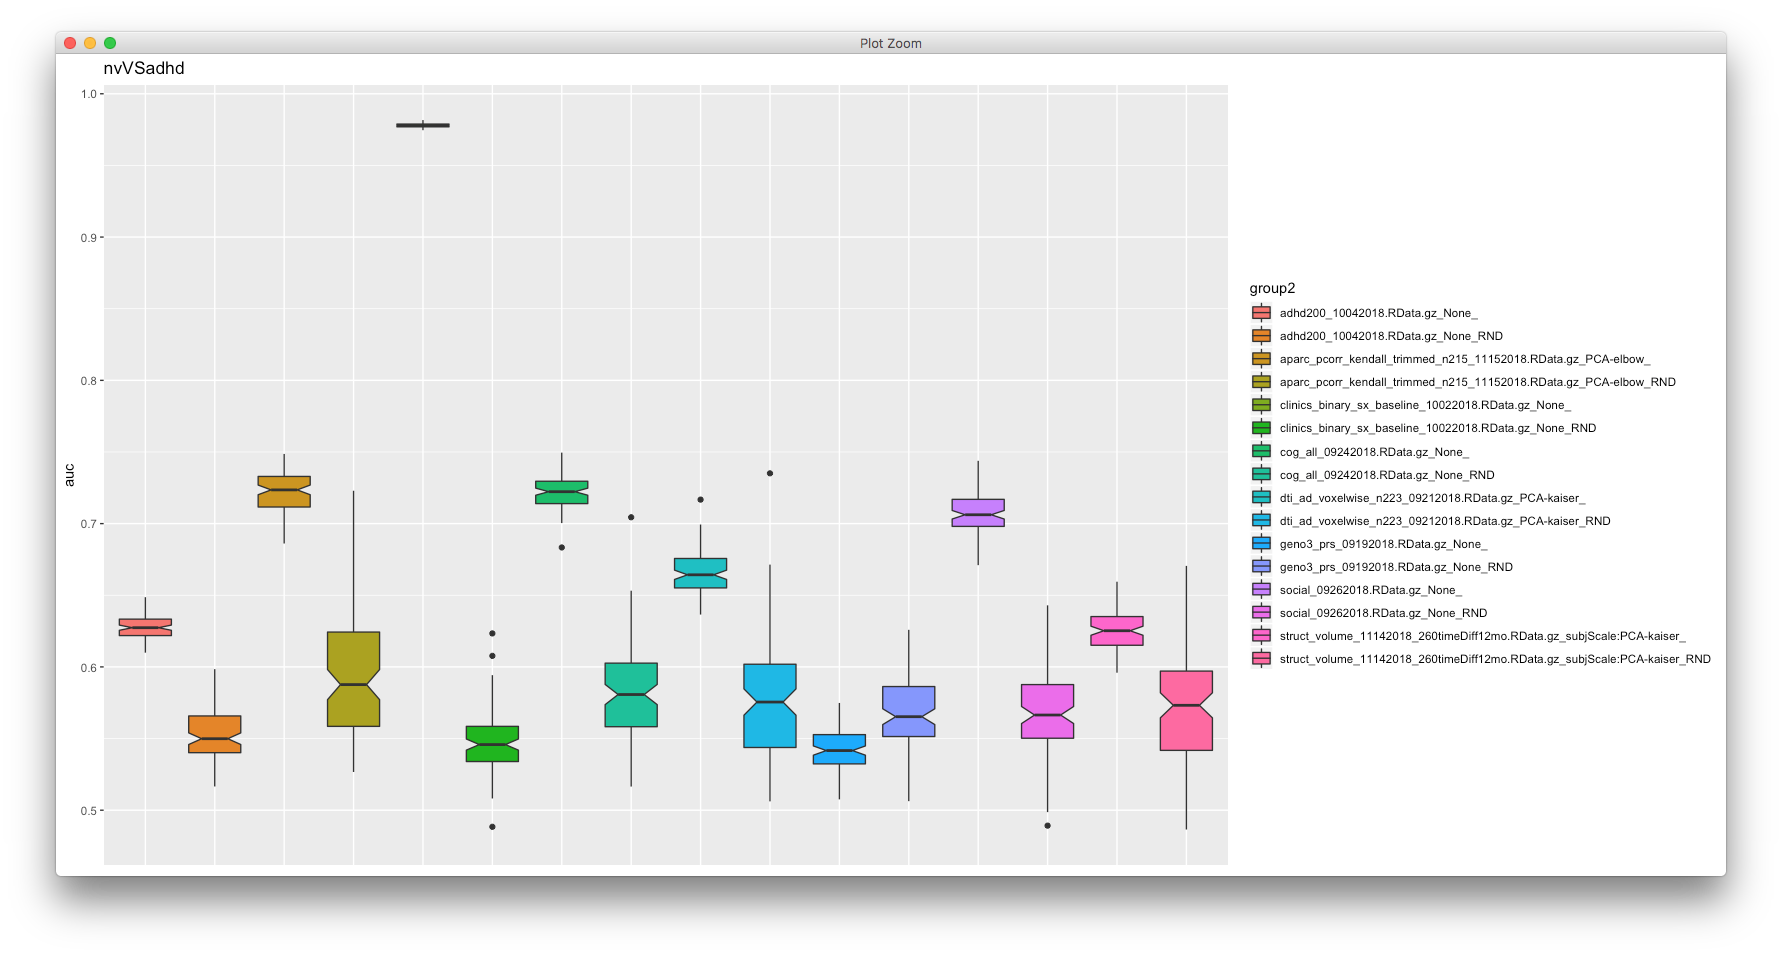 Plot Zoom
nvVSadhd
1.0
0.9
0.8
0.7
0.6
0.5
auc
group2
adhd200_10042018.RData.gz_None_
adhd200_10042018.RData.gz_None_RND
aparc_pcorr_kendall_trimmed_n215_11152018.RData.gz_PCA-elbow_
aparc_pcorr_kendall_trimmed_n215_11152018.RData.gz_PCA-elbow_RND
clinics_binary_sx_baseline_10022018.RData.gz_None_
clinics_binary_sx_baseline_10022018.RData.gz_None_RND
cog_all_09242018.RData.gz_None_
cog_all_09242018.RData.gz_None_RND
dti_ad_voxelwise_n223_09212018.RData.gz_PCA-kaiser_
dti_ad_voxelwise_n223_09212018.RData.gz_PCA-kaiser_RND
geno3_prs_09192018.RData.gz_None_
geno3_prs_09192018.RData.gz_None_RND
social_09262018.RData.gz_None_
social_09262018.RData.gz_None_RND
struct_volume_11142018_260timeDiff12mo.RData.gz_subjScale:PCA-kaiser_
struct_volume_11142018_260timeDiff12mo.RData.gz_subjScale:PCA-kaiser_RND